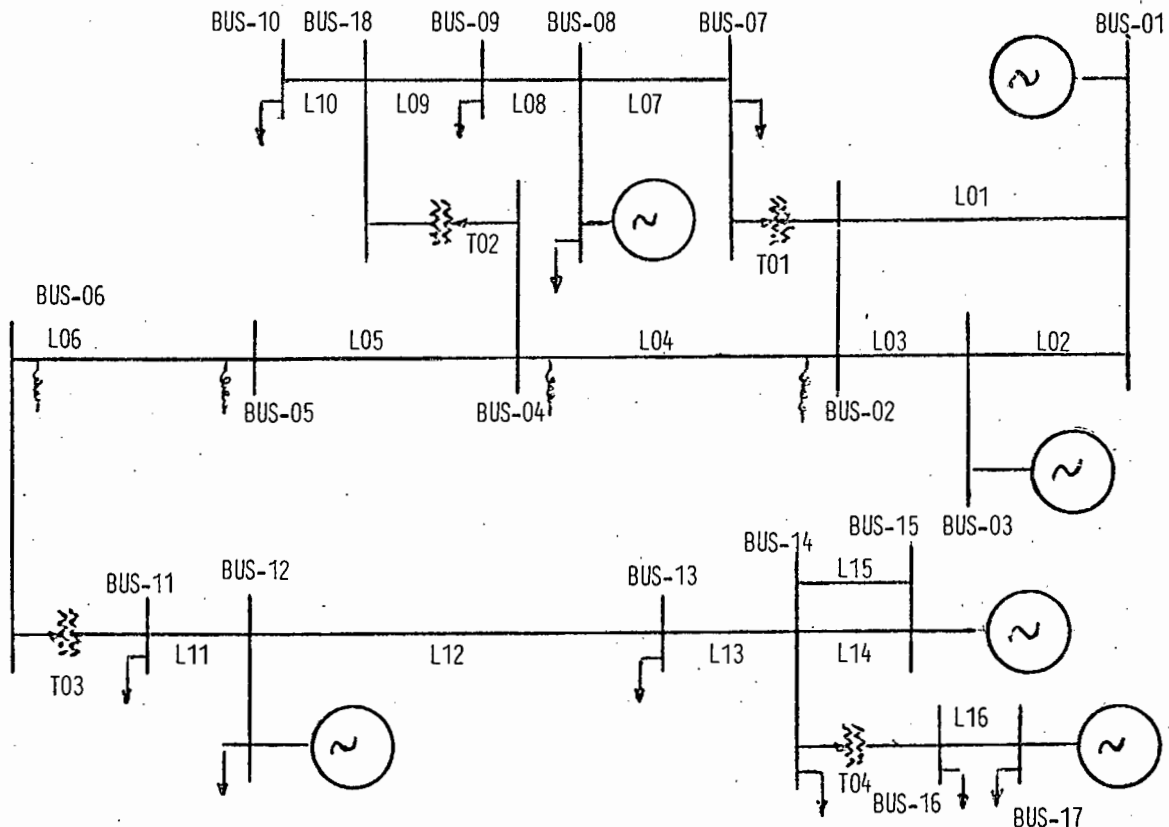 BUS-10 BUS-18 BUS-09 BUS-08 BUS-07 BUS-01
L10 L09 L08 L07
L01
T02 T01
BUS-06
L06 L05 L04 L03 L02
BUS-05 BUS-04 BUS-02
BUS-03
BUS-15
BUS-14
BUS-11 BUS-12 BUS-13 L15
L11 L12 L13 L14
T03
L16
T04
BUS-16 BUS-17